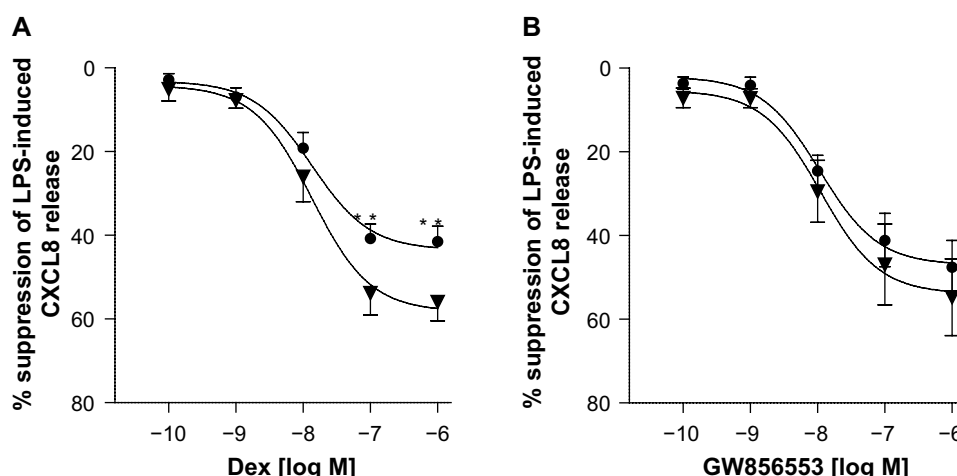 A
B
% suppression of LPS-induced
CXCL8 release
0
20
40
60
80
* *
* *
−10
−9
−8
−7
−6
Dex [log M]
% suppression of LPS-induced
CXCL8 release
0
20
40
60
80
−10
−9
−8
−7
−6
GW856553 [log M]